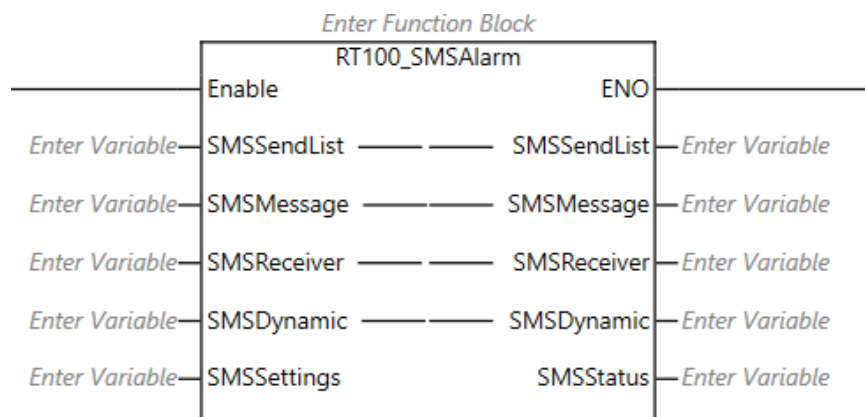 Enter Function Block
RT100_SMSAlarm
Enable ENO
Enter Variable SMSSendList SMSSendList Enter Variable
Enter Variable SMSMessage SMSMessage Enter Variable
Enter Variable SMSReceiver SMSReceiver Enter Variable
Enter Variable SMSDynamic SMSDynamic Enter Variable
Enter Variable SMSSettings SMSStatus Enter Variable